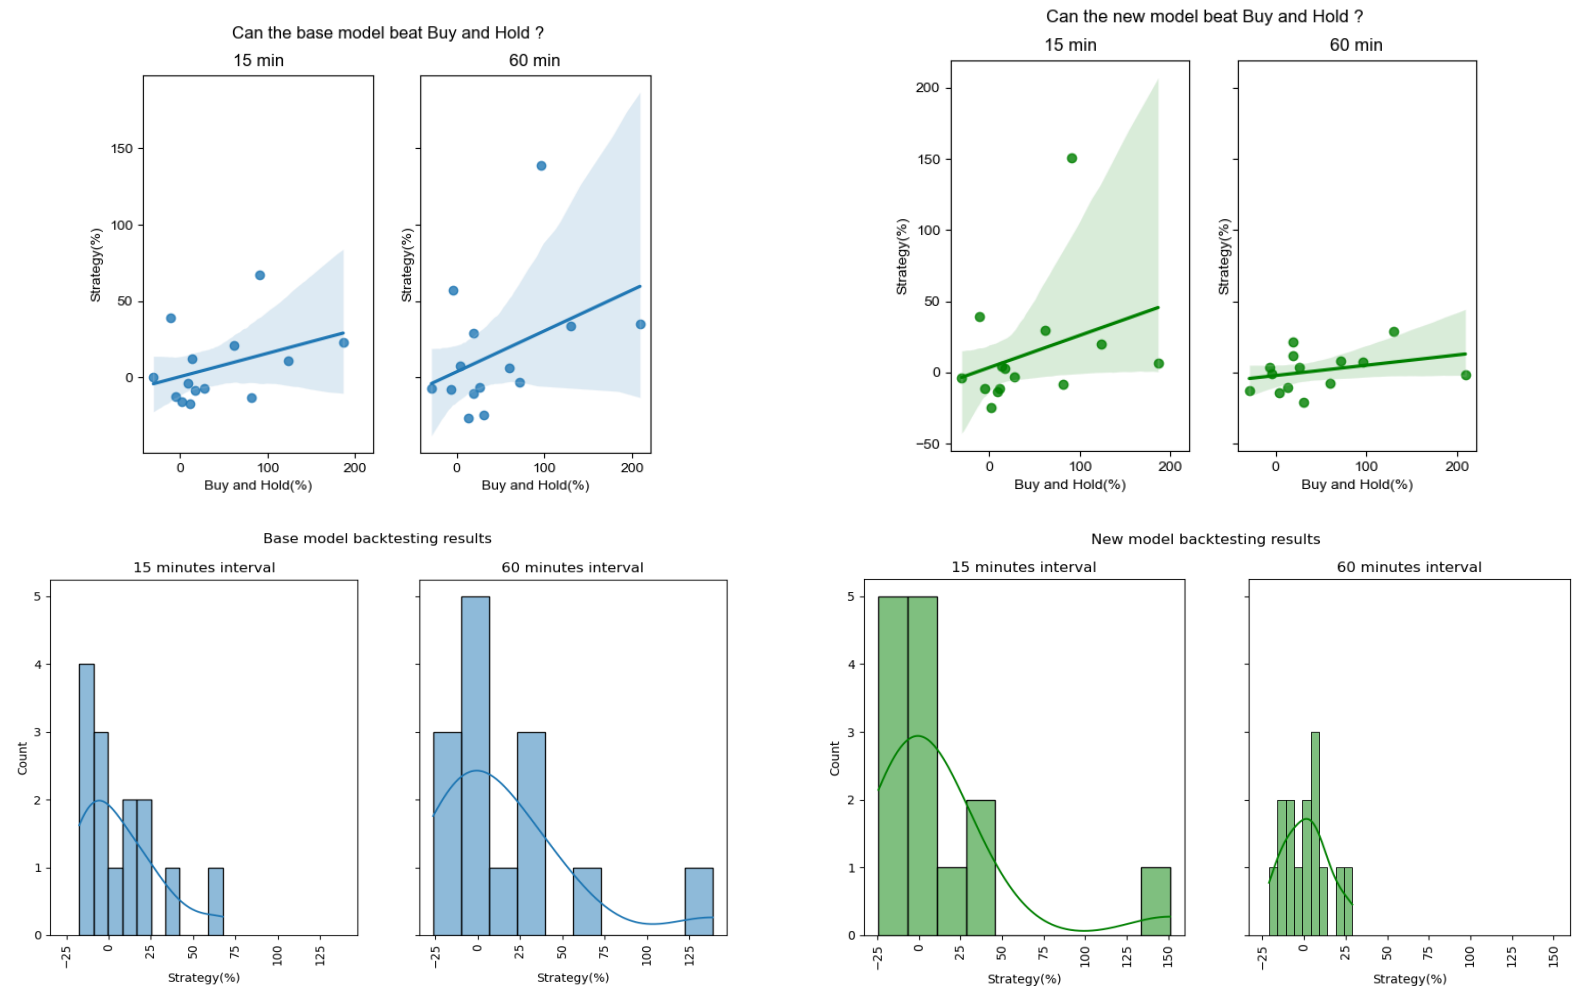 Can the base model beat Buy and Hold ?
15 min
60 min
Strategy(%)
150
100
50
0
0
100
200
Buy and Hold(%)
Strategy(%)
0
100
200
Buy and Hold(%)
Can the new model beat Buy and Hold ?
15 min
60 min
Strategy(%)
200
150
100
50
0
−50
0
100
200
Buy and Hold(%)
Strategy(%)
0
100
200
Buy and Hold(%)
Base model backtesting results
15 minutes interval
60 minutes interval
Count
5
4
3
2
1
0
−25
0
25
50
75
100
125
Strategy(%)
−25
0
25
50
75
100
125
Strategy(%)
New model backtesting results
15 minutes interval
60 minutes interval
Count
5
4
3
2
1
0
−25
0
25
50
75
100
125
150
Strategy(%)
−25
0
25
50
75
100
125
150
Strategy(%)